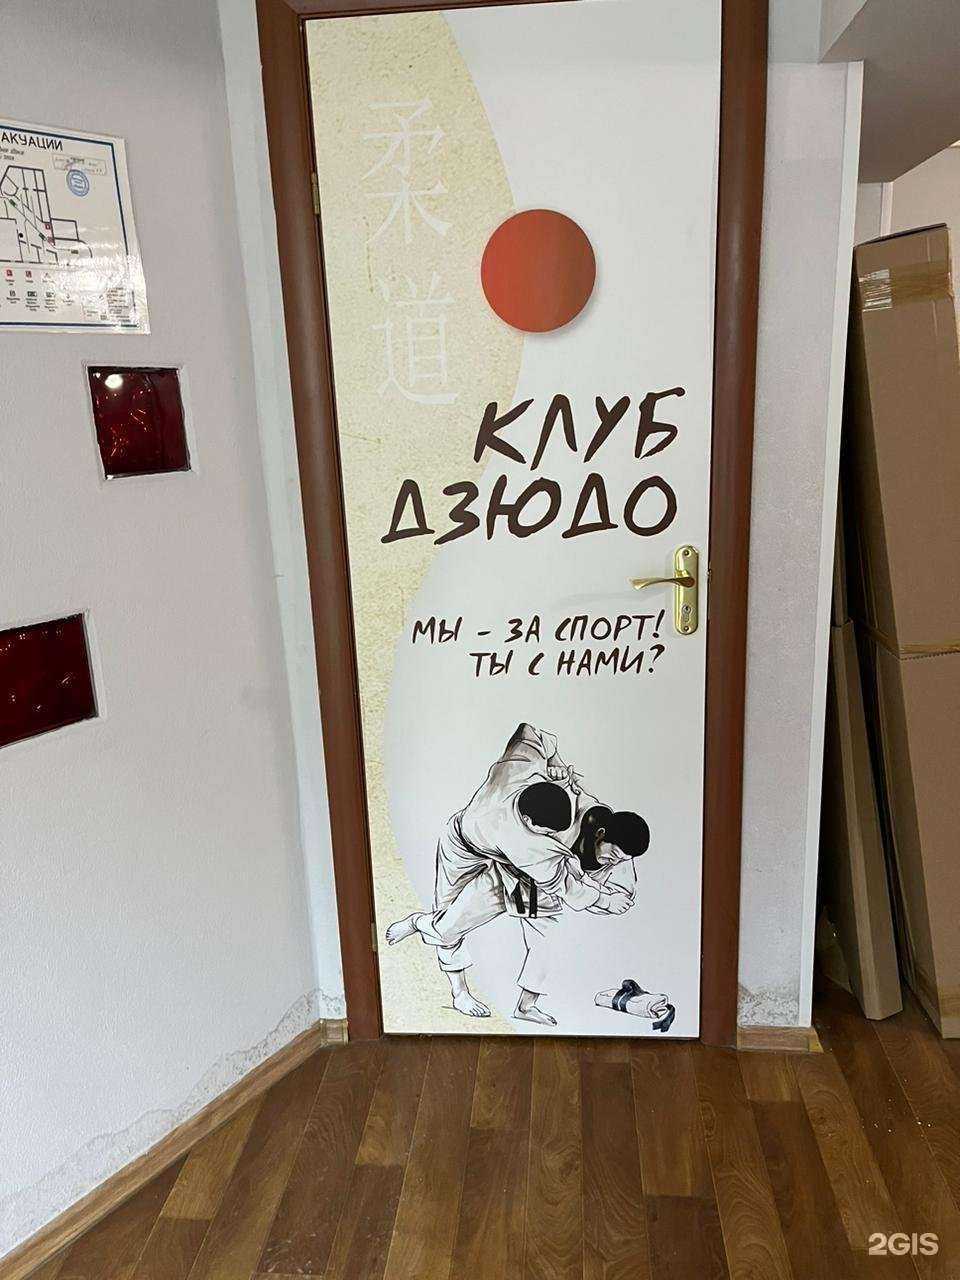 АКУАЦИИ
柔
道
КЛУБ
ДЗЮДО
МЫ - ЗА СПОРТ!
ТЫ С НАМИ?
2GIS